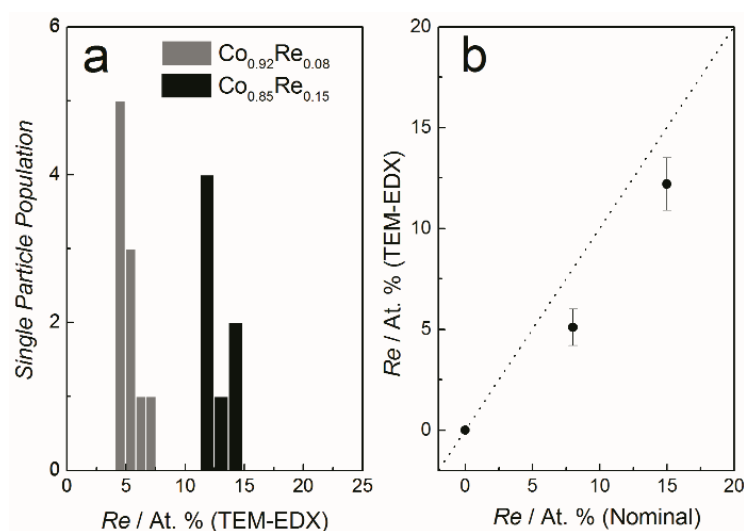 a
Co0.92Re0.08
Co0.85Re0.15
6
4
2
0
Single Particle Population
0 5 10 15 20 25
Re / At. % (TEM-EDX)
b
20
15
10
5
0
Re / At. % (TEM-EDX)
0 5 10 15 20
Re / At. % (Nominal)